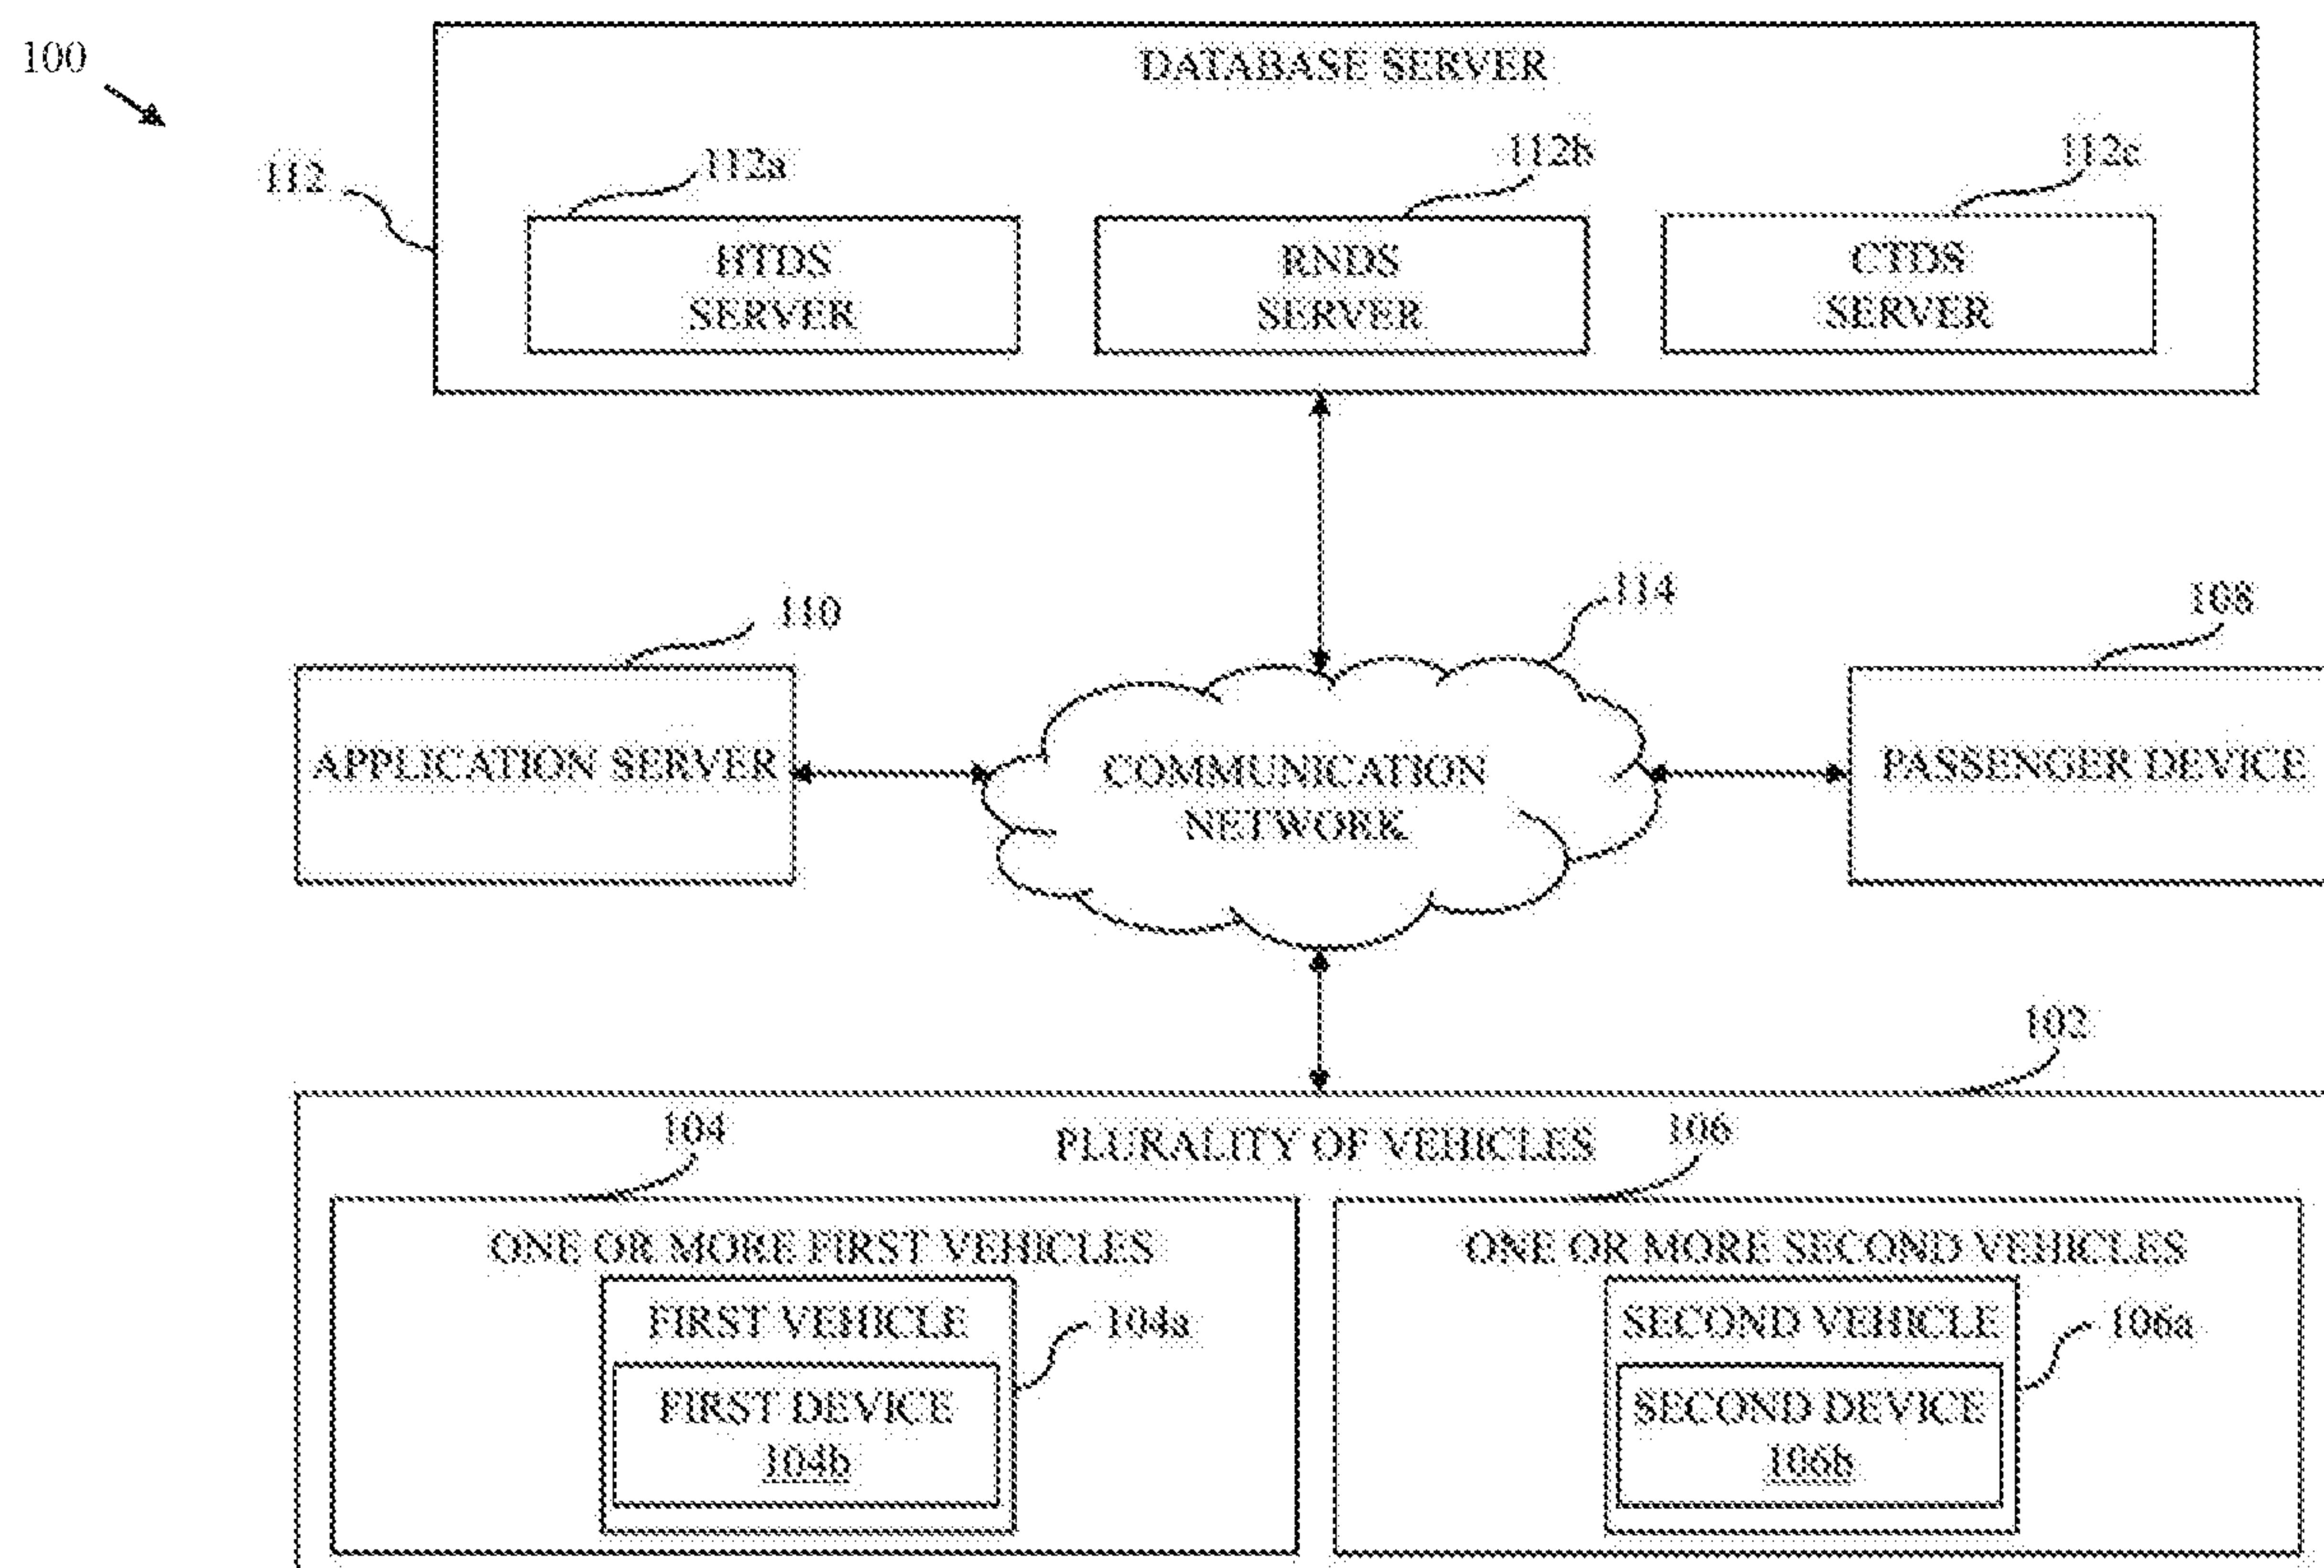 100
DATABASE SERVER
112
112a
112b
112c
HTDS
SERVER
RNDS
SERVER
CTDS
SERVER
114
110
108
APPLICATION SERVER
COMMUNICATION
NETWORK
PASSENGER DEVICE
102
104
PLURALITY OF VEHICLES
106
ONE OR MORE FIRST VEHICLES
ONE OR MORE SECOND VEHICLES
FIRST VEHICLE
104a
SECOND VEHICLE
106a
FIRST DEVICE
104b
SECOND DEVICE
106b